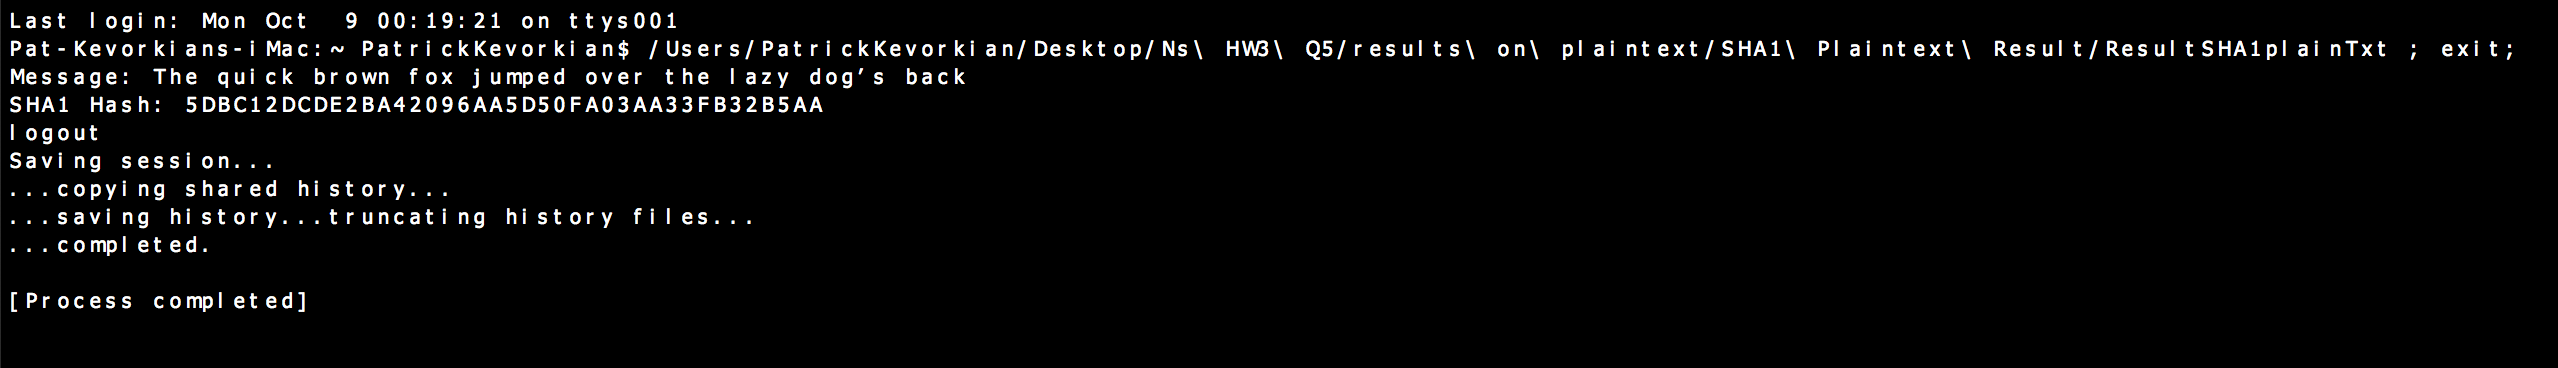 Last login: Mon Oct  9 00:19:21 on ttys001
Pat-Kevorkians-iMac:~ PatrickKevorkian$ /Users/PatrickKevorkian/Desktop/Ns\ HW3\ Q5/results\ on\ plaintext/SHA1\ Plaintext\ Result/ResultSHA1plainTxt ; exit;
Message: The quick brown fox jumped over the lazy dog’s back
SHA1 Hash: 5DBC12DCDE2BA42096AA5D50FA03AA33FB32B5AA
logout
Saving session...
...copying shared history...
...saving history...truncating history files...
...completed.

[Process completed]